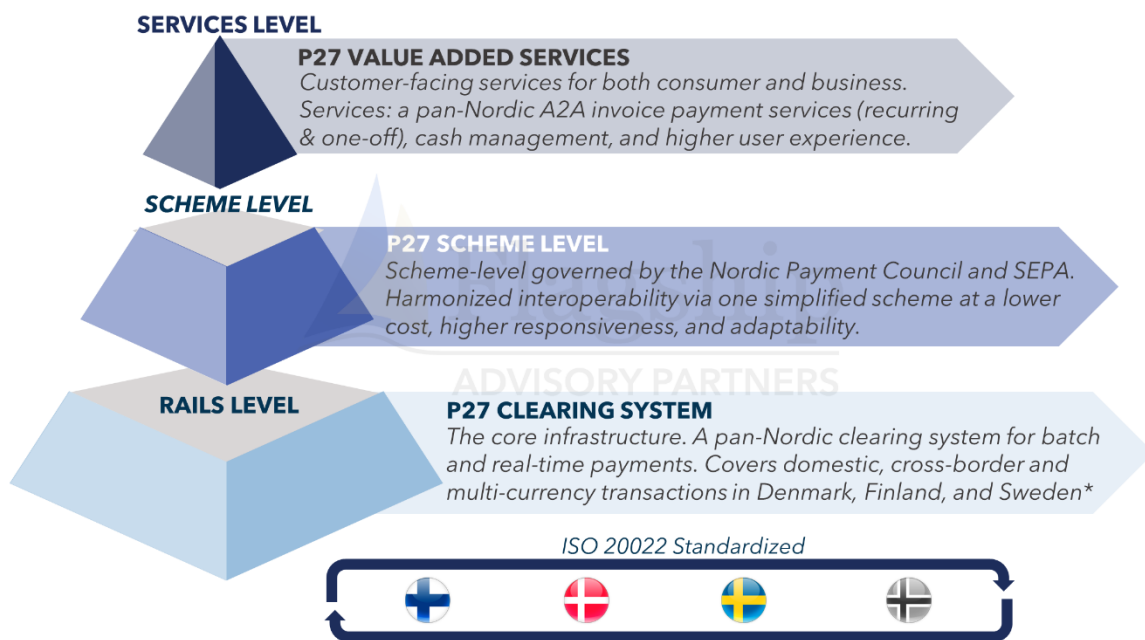 SERVICES LEVEL
P27 VALUE ADDED SERVICES
Customer-facing services for both consumer and business.
Services: a pan-Nordic A2A invoice payment services (recurring
& one-off), cash management, and higher user experience.
SCHEME LEVEL
P27 SCHEME LEVEL
Scheme-level governed by the Nordic Payment Council and SEPA.
Harmonized interoperability via one simplified scheme at a lower
cost, higher responsiveness, and adaptability.
Flagship
ADVISORY PARTNERS
RAILS LEVEL
P27 CLEARING SYSTEM
The core infrastructure. A pan-Nordic clearing system for batch
and real-time payments. Covers domestic, cross-border and
multi-currency transactions in Denmark, Finland, and Sweden*
ISO 20022 Standardized